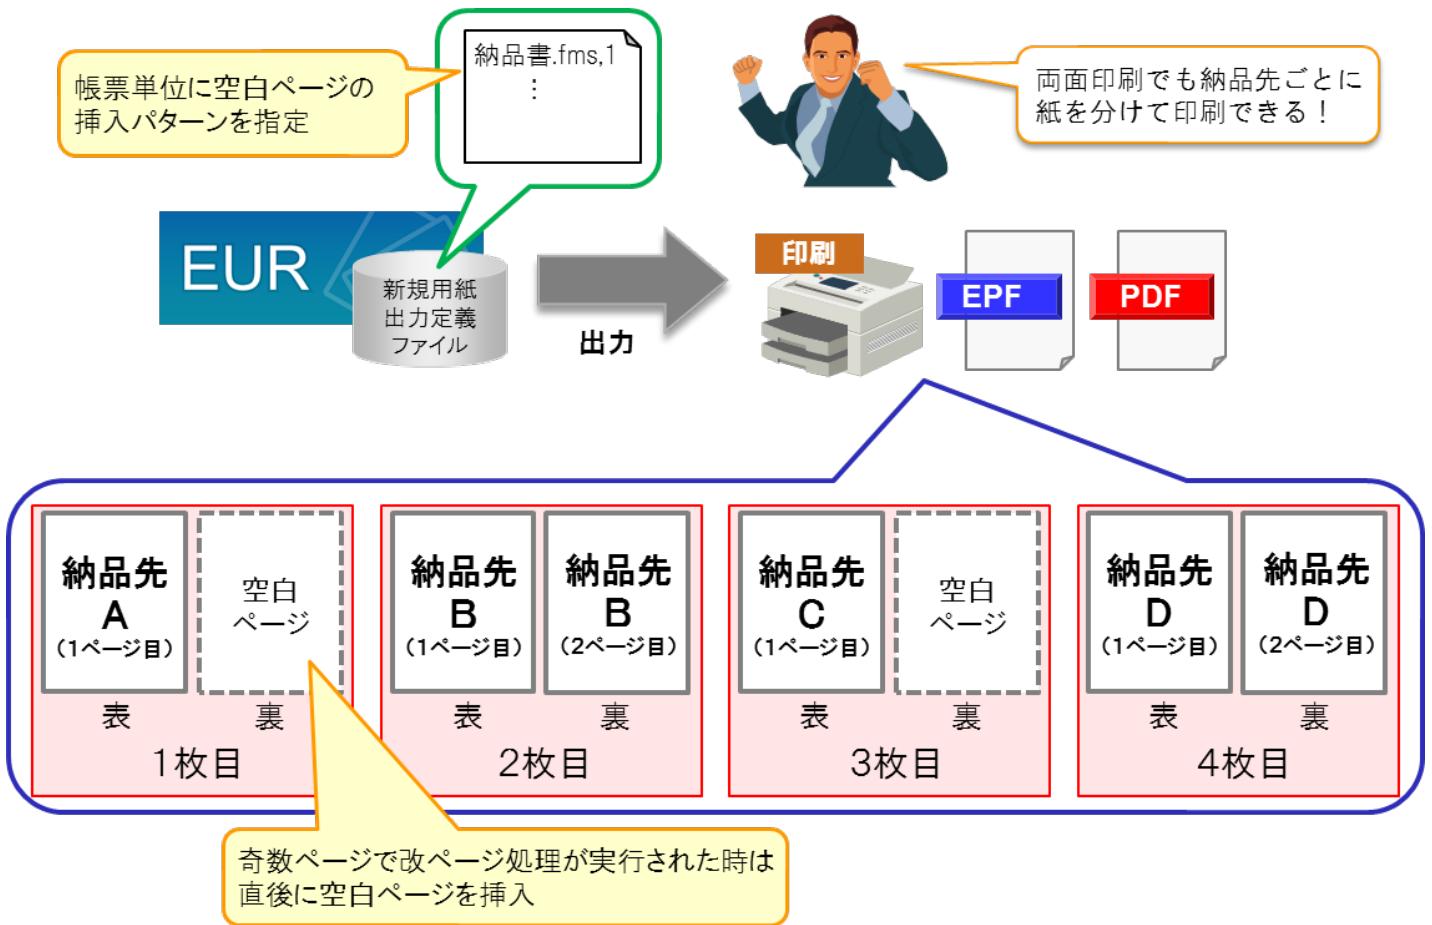 納品書.fms,1
⋮
帳票単位に空白ページの
挿入パターンを指定
両面印刷でも納品先ごとに
紙を分けて印刷できる！
EUR
新規用紙
出力定義
ファイル
出力
印刷
EPF
PDF
納品先
A
(1ページ目)
表
空白
ページ
裏
1枚目
納品先
B
(1ページ目)
表
納品先
B
(2ページ目)
裏
2枚目
納品先
C
(1ページ目)
表
空白
ページ
裏
3枚目
納品先
D
(1ページ目)
表
納品先
D
(2ページ目)
裏
4枚目
奇数ページで改ページ処理が実行された時は
直後に空白ページを挿入